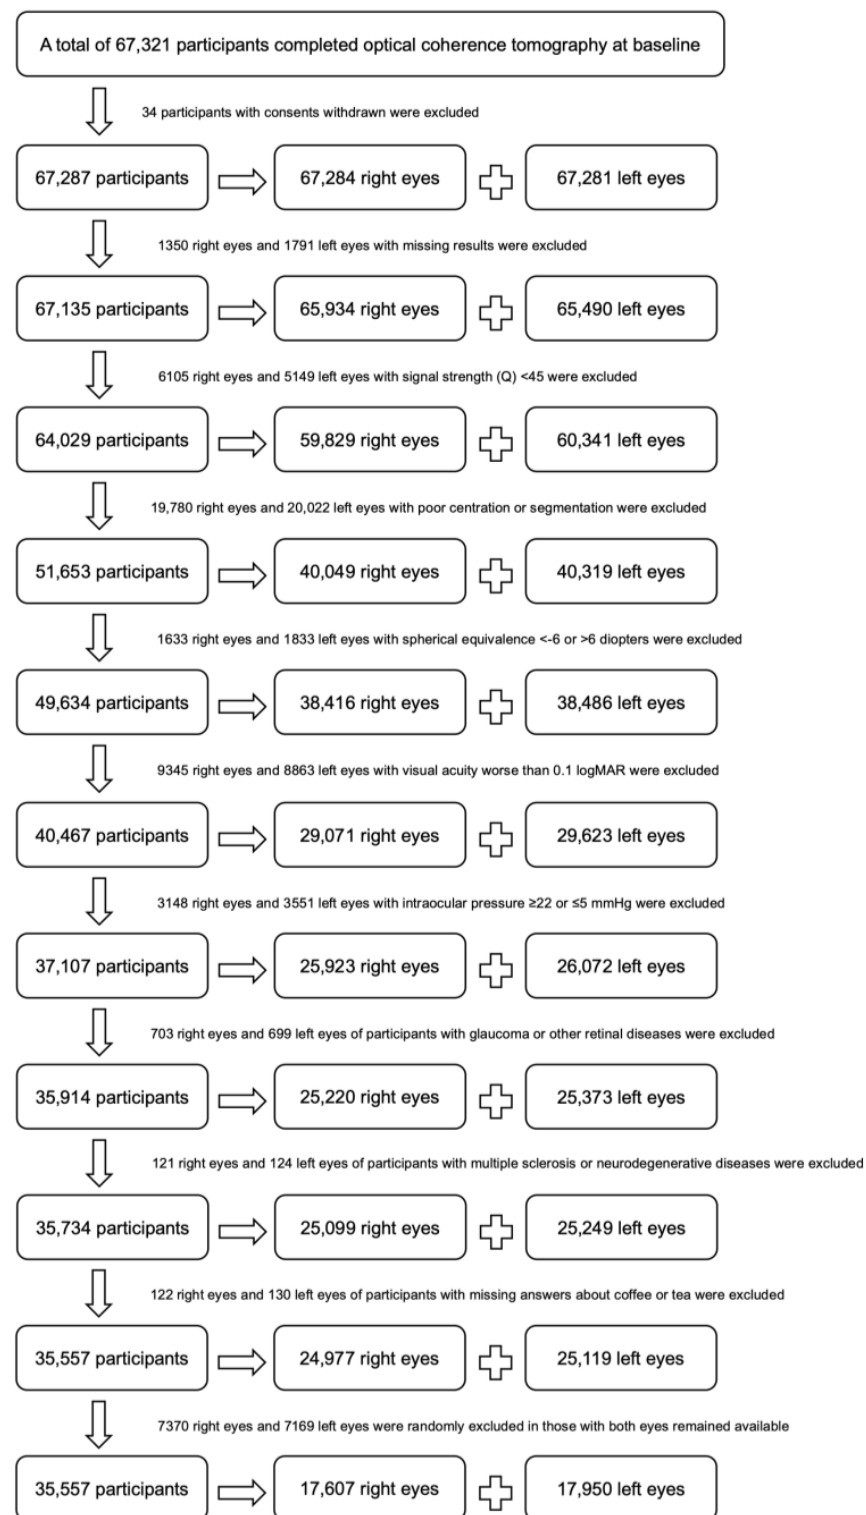 A total of 67,321 participants completed optical coherence tomography at baseline
34 participants with consents withdrawn were excluded
67,287 participants
67,284 right eyes
67,281 left eyes
1350 right eyes and 1791 left eyes with missing results were excluded
67,135 participants
65,934 right eyes
65,490 left eyes
6105 right eyes and 5149 left eyes with signal strength (Q) <45 were excluded
64,029 participants
59,829 right eyes
60,341 left eyes
19,780 right eyes and 20,022 left eyes with poor centration or segmentation were excluded
51,653 participants
40,049 right eyes
40,319 left eyes
1633 right eyes and 1833 left eyes with spherical equivalence <-6 or >6 diopters were excluded
49,634 participants
38,416 right eyes
38,486 left eyes
9345 right eyes and 8863 left eyes with visual acuity worse than 0.1 logMAR were excluded
40,467 participants
29,071 right eyes
29,623 left eyes
3148 right eyes and 3551 left eyes with intraocular pressure ≥22 or ≤5 mmHg were excluded
37,107 participants
25,923 right eyes
26,072 left eyes
703 right eyes and 699 left eyes of participants with glaucoma or other retinal diseases were excluded
35,914 participants
25,220 right eyes
25,373 left eyes
121 right eyes and 124 left eyes of participants with multiple sclerosis or neurodegenerative diseases were excluded
35,734 participants
25,099 right eyes
25,249 left eyes
122 right eyes and 130 left eyes of participants with missing answers about coffee or tea were excluded
35,557 participants
24,977 right eyes
25,119 left eyes
7370 right eyes and 7169 left eyes were randomly excluded in those with both eyes remained available
35,557 participants
17,607 right eyes
17,950 left eyes